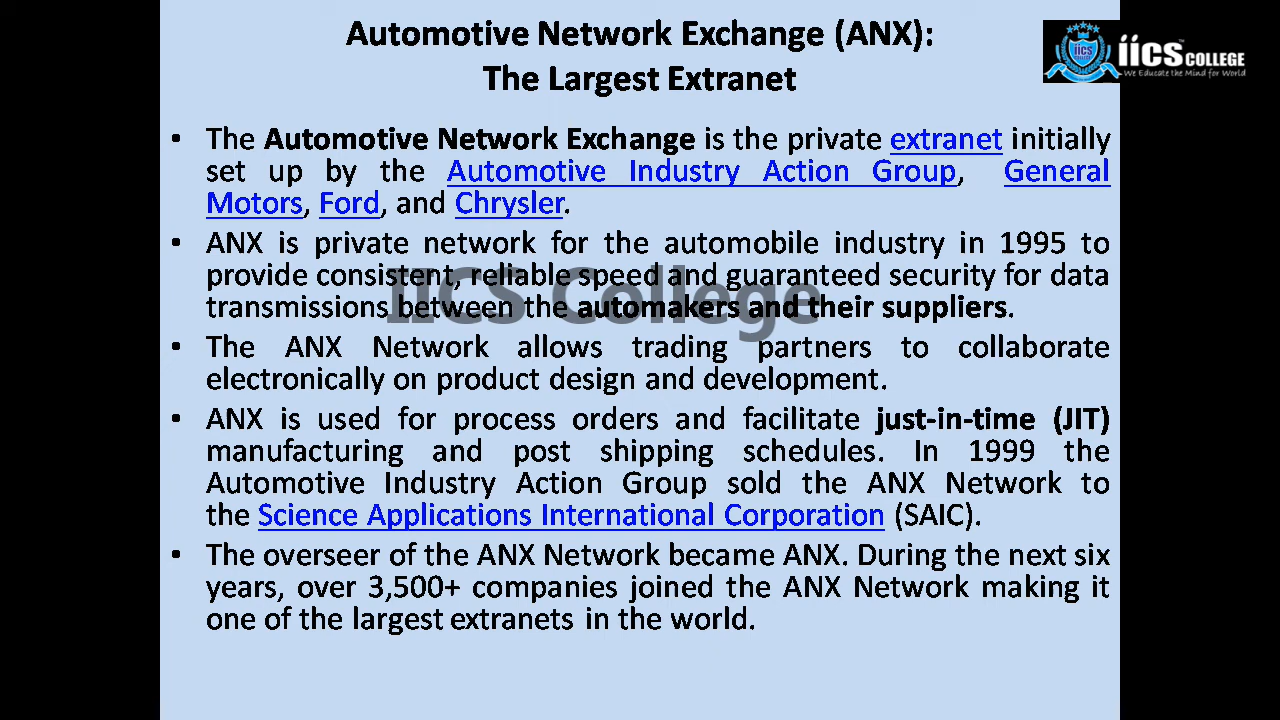 Automotive Network Exchange (ANX):
The Largest Extranet
iics COLLEGE
We Educate the Mind for World
• The Automotive Network Exchange is the private extranet initially
set up by the Automotive Industry Action Group, General
Motors, Ford, and Chrysler.
• ANX is private network for the automobile industry in 1995 to
provide consistent, reliable speed and guaranteed security for data
transmissions between the automakers and their suppliers.
IICS College
• The ANX Network allows trading partners to collaborate
electronically on product design and development.
• ANX is used for process orders and facilitate just-in-time (JIT)
manufacturing and post shipping schedules. In 1999 the
Automotive Industry Action Group sold the ANX Network to
the Science Applications International Corporation (SAIC).
• The overseer of the ANX Network became ANX. During the next six
years, over 3,500+ companies joined the ANX Network making it
one of the largest extranets in the world.